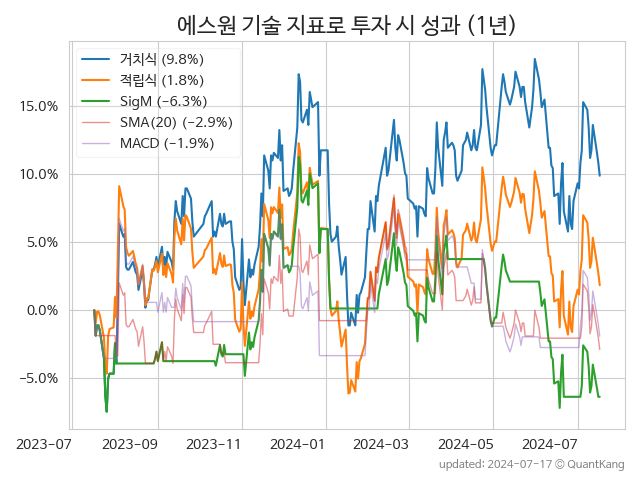 에스원 기술 지표로 투자 시 성과 (1년)
거치식 (9.8%)
적립식 (1.8%)
SigM (−6.3%)
SMA(20) (−2.9%)
MACD (−1.9%)
15.0%
10.0%
5.0%
0.0%
−5.0%
2023-07 2023-09 2023-11 2024-01 2024-03 2024-05 2024-07
updated: 2024-07-17 © QuantKang